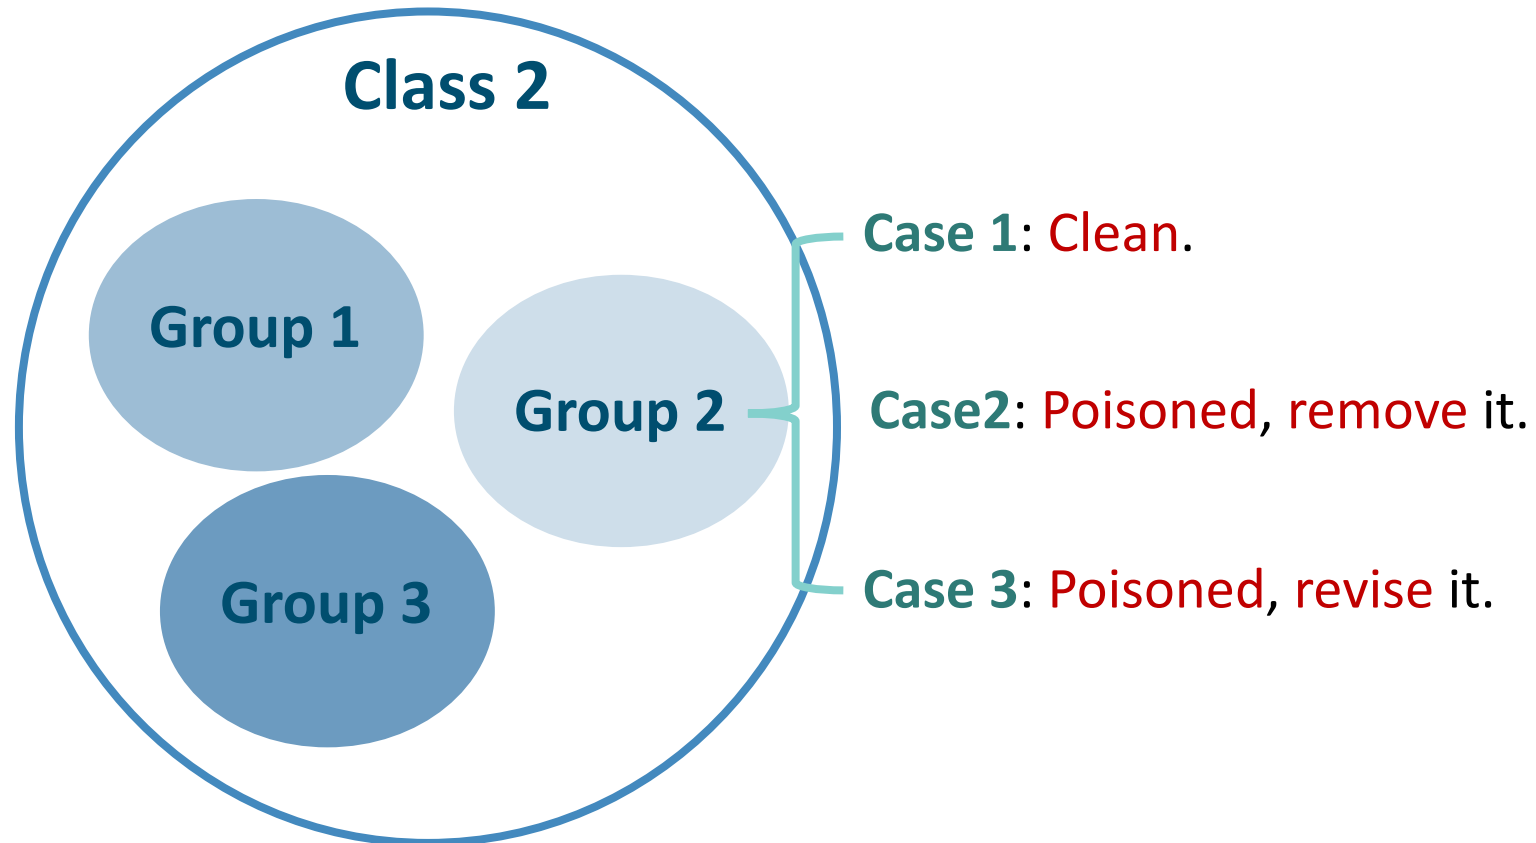 Class 2
Group 1
Group 2
Group 3
Case 1: Clean.
Case2: Poisoned, remove it.
Case 3: Poisoned, revise it.